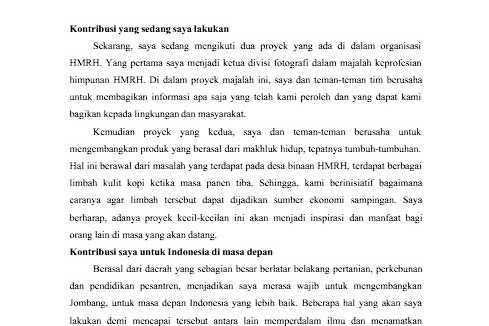 Kontribusi yang sedang saya lakukan
Sekarang, saya sedang mengikuti dua proyek yang ada di dalam organisasi
HMRH. Yang pertama saya menjadi ketua divisi fotografi dalam majalah keprofesian
himpunan HMRH. Di dalam proyek majalah ini, saya dan teman-teman tim berusaha
untuk membagikan informasi apa saja yang telah kami peroleh dan yang dapat kami
bagikan kepada lingkungan dan masyarakat.
Kemudian proyek yang kedua, saya dan teman-teman berusaha untuk
mengembangkan produk yang berasal dari makhluk hidup, tepatnya tumbuh-tumbuhan.
Hal ini berawal dari masalah yang terdapat pada desa binaan HMRH, terdapat berbagai
limbah kulit kopi ketika masa panen tiba. Sehingga, kami berinisiatif bagaimana
caranya agar limbah tersebut dapat dijadikan sumber ekonomi sampingan. Saya
berharap, adanya proyek kecil-kecilan ini akan menjadi inspirasi dan manfaat bagi
orang lain di masa yang akan datang.
Kontribusi saya untuk Indonesia di masa depan
Berasal dari daerah yang sebagian besar berlatar belakang pertanian, perkebunan
dan pendidikan pesantren, menjadikan saya merasa wajib untuk mengembangkan
Jombang, untuk masa depan Indonesia yang lebih baik. Beberapa hal yang akan saya
lakukan demi mencapai tersebut antara lain memperdalam ilmu dan menamatkan